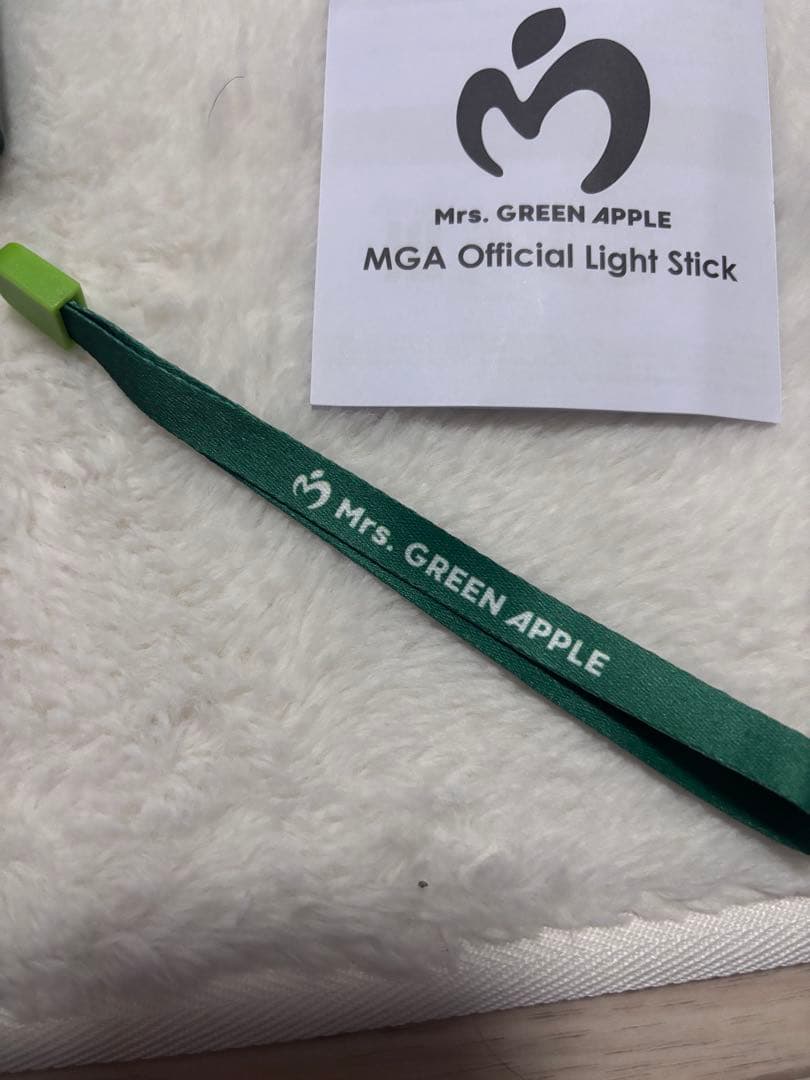 Mrs. GREEN APPLE
MGA Official Light Stick
Mrs. GREEN APPLE